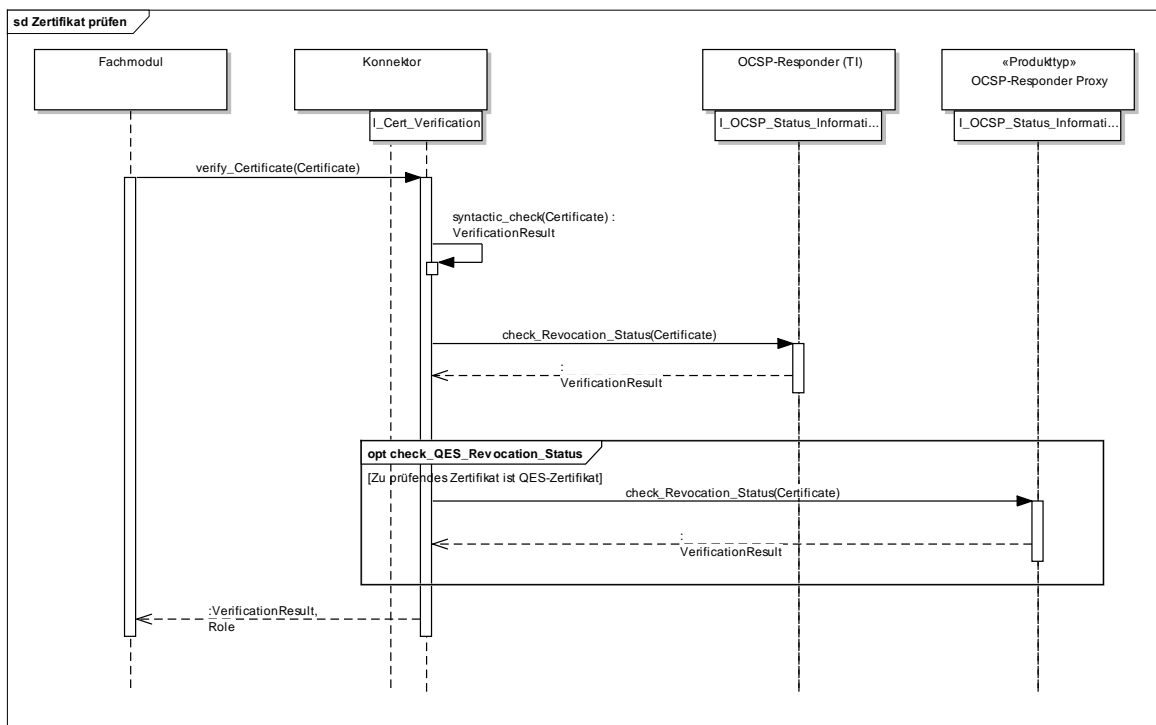 sd Zertifikat prüfen
Fachmodul
Konnektor
OCSP-Responder (TI)
«Produkttyp»
OCSP-Responder Proxy
I_Cert_Verification
I_OCSP_Status_Informati...
I_OCSP_Status_Informati...
verify_Certificate(Certificate)
syntactic_check(Certificate) :
VerificationResult
check_Revocation_Status(Certificate)
:
VerificationResult
opt check_QES_Revocation_Status
[Zu prüfendes Zertifikat ist QES-Zertifikat]
check_Revocation_Status(Certificate)
:
VerificationResult
:VerificationResult,
Role